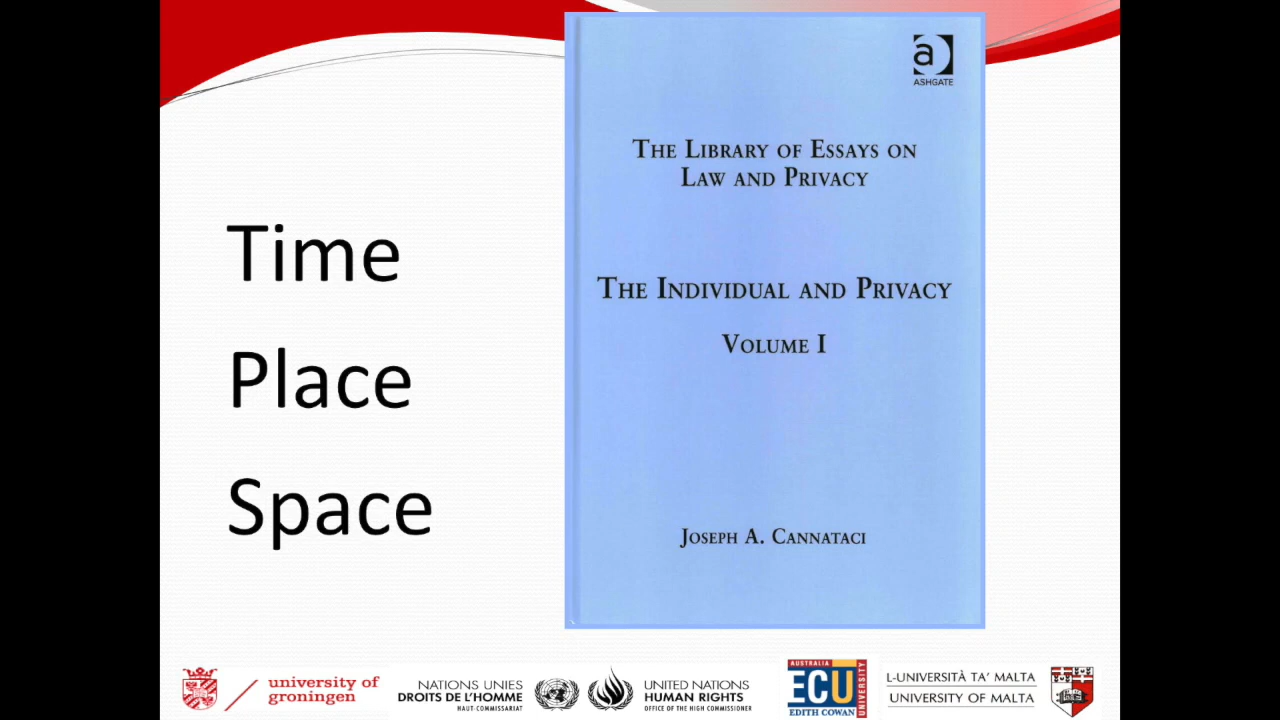 Time
Place
Space
a
ASHGATE
THE LIBRARY OF ESSAYS ON
LAW AND PRIVACY
THE INDIVIDUAL AND PRIVACY
VOLUME I
JOSEPH A. CANNATACI
university of
groningen
NATIONS UNIES
DROITS DE L'HOMME
HAUT-COMMISSARIAT
UNITED NATIONS
HUMAN RIGHTS
OFFICE OF THE HIGH COMMISSIONER
AUSTRALIA
ECU
EDITH COWAN
UNIVERSITY
L-UNIVERSITÀ TA' MALTA
UNIVERSITY OF MALTA